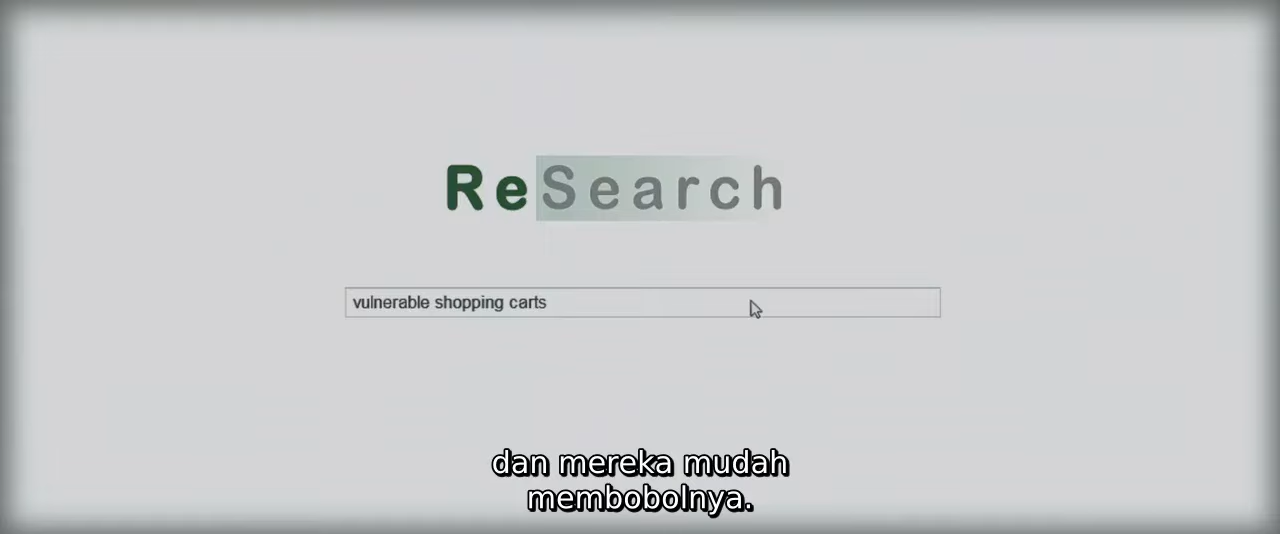 ReSearch
vulnerable shopping carts
dan mereka mudah
membobolnya.